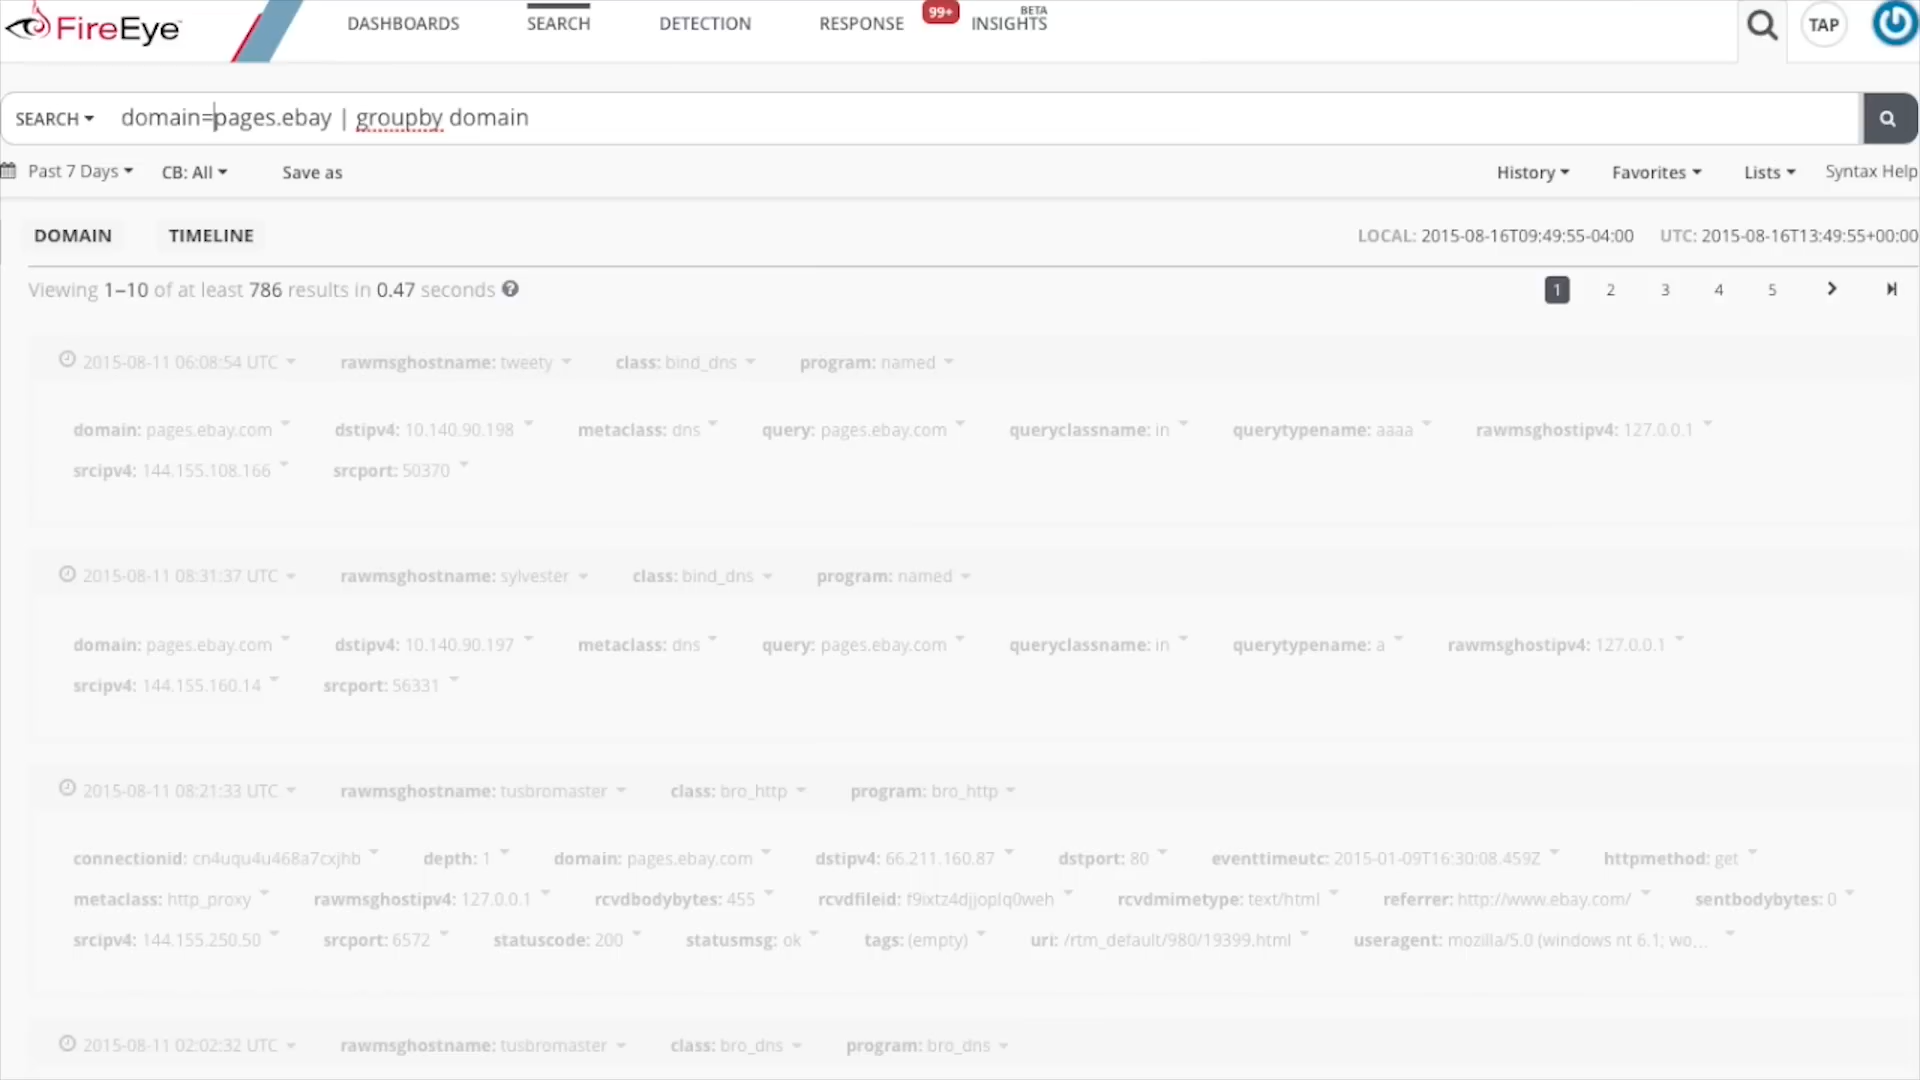 FireEye DASHBOARDS SEARCH DETECTION RESPONSE 99+ INSIGHTS BETA TAP
SEARCH domain=pages.ebay | groupby domain
Past 7 Days CB: All Save as History Favorites Lists Syntax Help
DOMAIN TIMELINE LOCAL: 2015-08-16T09:49:55-04:00 UTC: 2015-08-16T13:49:55+00:00
Viewing 1–10 of at least 786 results in 0.47 seconds ? 1 2 3 4 5
2015-08-11 06:08:54 UTC rawmsghostname: tweety class: bind_dns program: named
domain: pages.ebay.com dstipv4: 10.140.90.198 metaclass: dns query: pages.ebay.com queryclassname: in querytypename: aaaa rawmsghostipv4: 127.0.0.1
srcipv4: 144.155.108.166 srcport: 50370
2015-08-11 08:31:37 UTC rawmsghostname: sylvester class: bind_dns program: named
domain: pages.ebay.com dstipv4: 10.140.90.197 metaclass: dns query: pages.ebay.com queryclassname: in querytypename: a rawmsghostipv4: 127.0.0.1
srcipv4: 144.155.160.14 srcport: 56331
2015-08-11 08:21:33 UTC rawmsghostname: tusbromaster class: bro_http program: bro_http
connectionid: cn4uqu4u468a7cxjhb depth: 1 domain: pages.ebay.com dstipv4: 66.211.160.87 dstport: 80 eventtimeutc: 2015-01-09T16:30:08.459Z httpmethod: get
metaclass: http_proxy rawmsghostipv4: 127.0.0.1 rcvdbodybytes: 455 rcvdfileid: f9ixtz4djjoplq0weh rcvdmimetype: text/html referrer: http://www.ebay.com/ sentbodybytes: 0
srcipv4: 144.155.250.50 srcport: 6572 statuscode: 200 statusmsg: ok tags: (empty) uri: /rtm_default/980/19399.html useragent: mozilla/5.0 (windows nt 6.1; wo...
2015-08-11 02:02:32 UTC rawmsghostname: tusbromaster class: bro_dns program: bro_dns